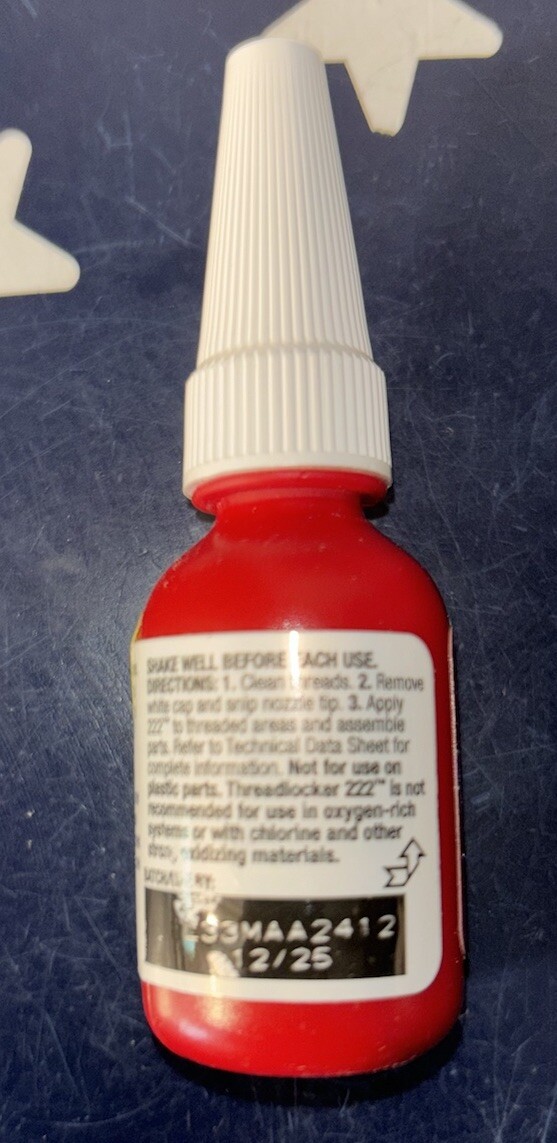 SHAKE WELL BEFORE EACH USE.
DIRECTIONS: 1. Clean threads. 2. Remove
white cap and snip nozzle tip. 3. Apply
222™ to threaded areas and assemble
parts. Refer to Technical Data Sheet for
complete information. Not for use on
plastic parts. Threadlocker 222™ is not
recommended for use in oxygen-rich
systems or with chlorine and other
oxidizing materials.
12/25